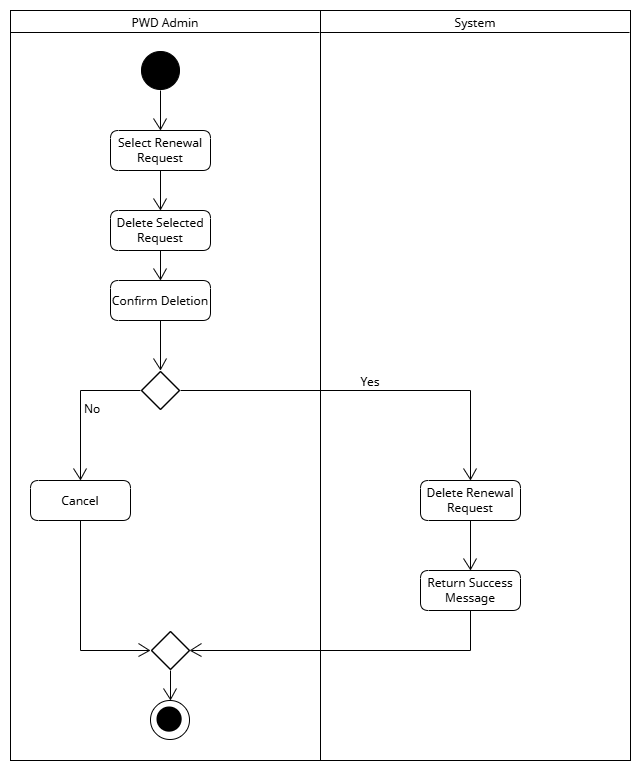 PWD Admin
System
Select Renewal
Request
Delete Selected
Request
Confirm Deletion
Yes
No
Cancel
Delete Renewal
Request
Return Success
Message